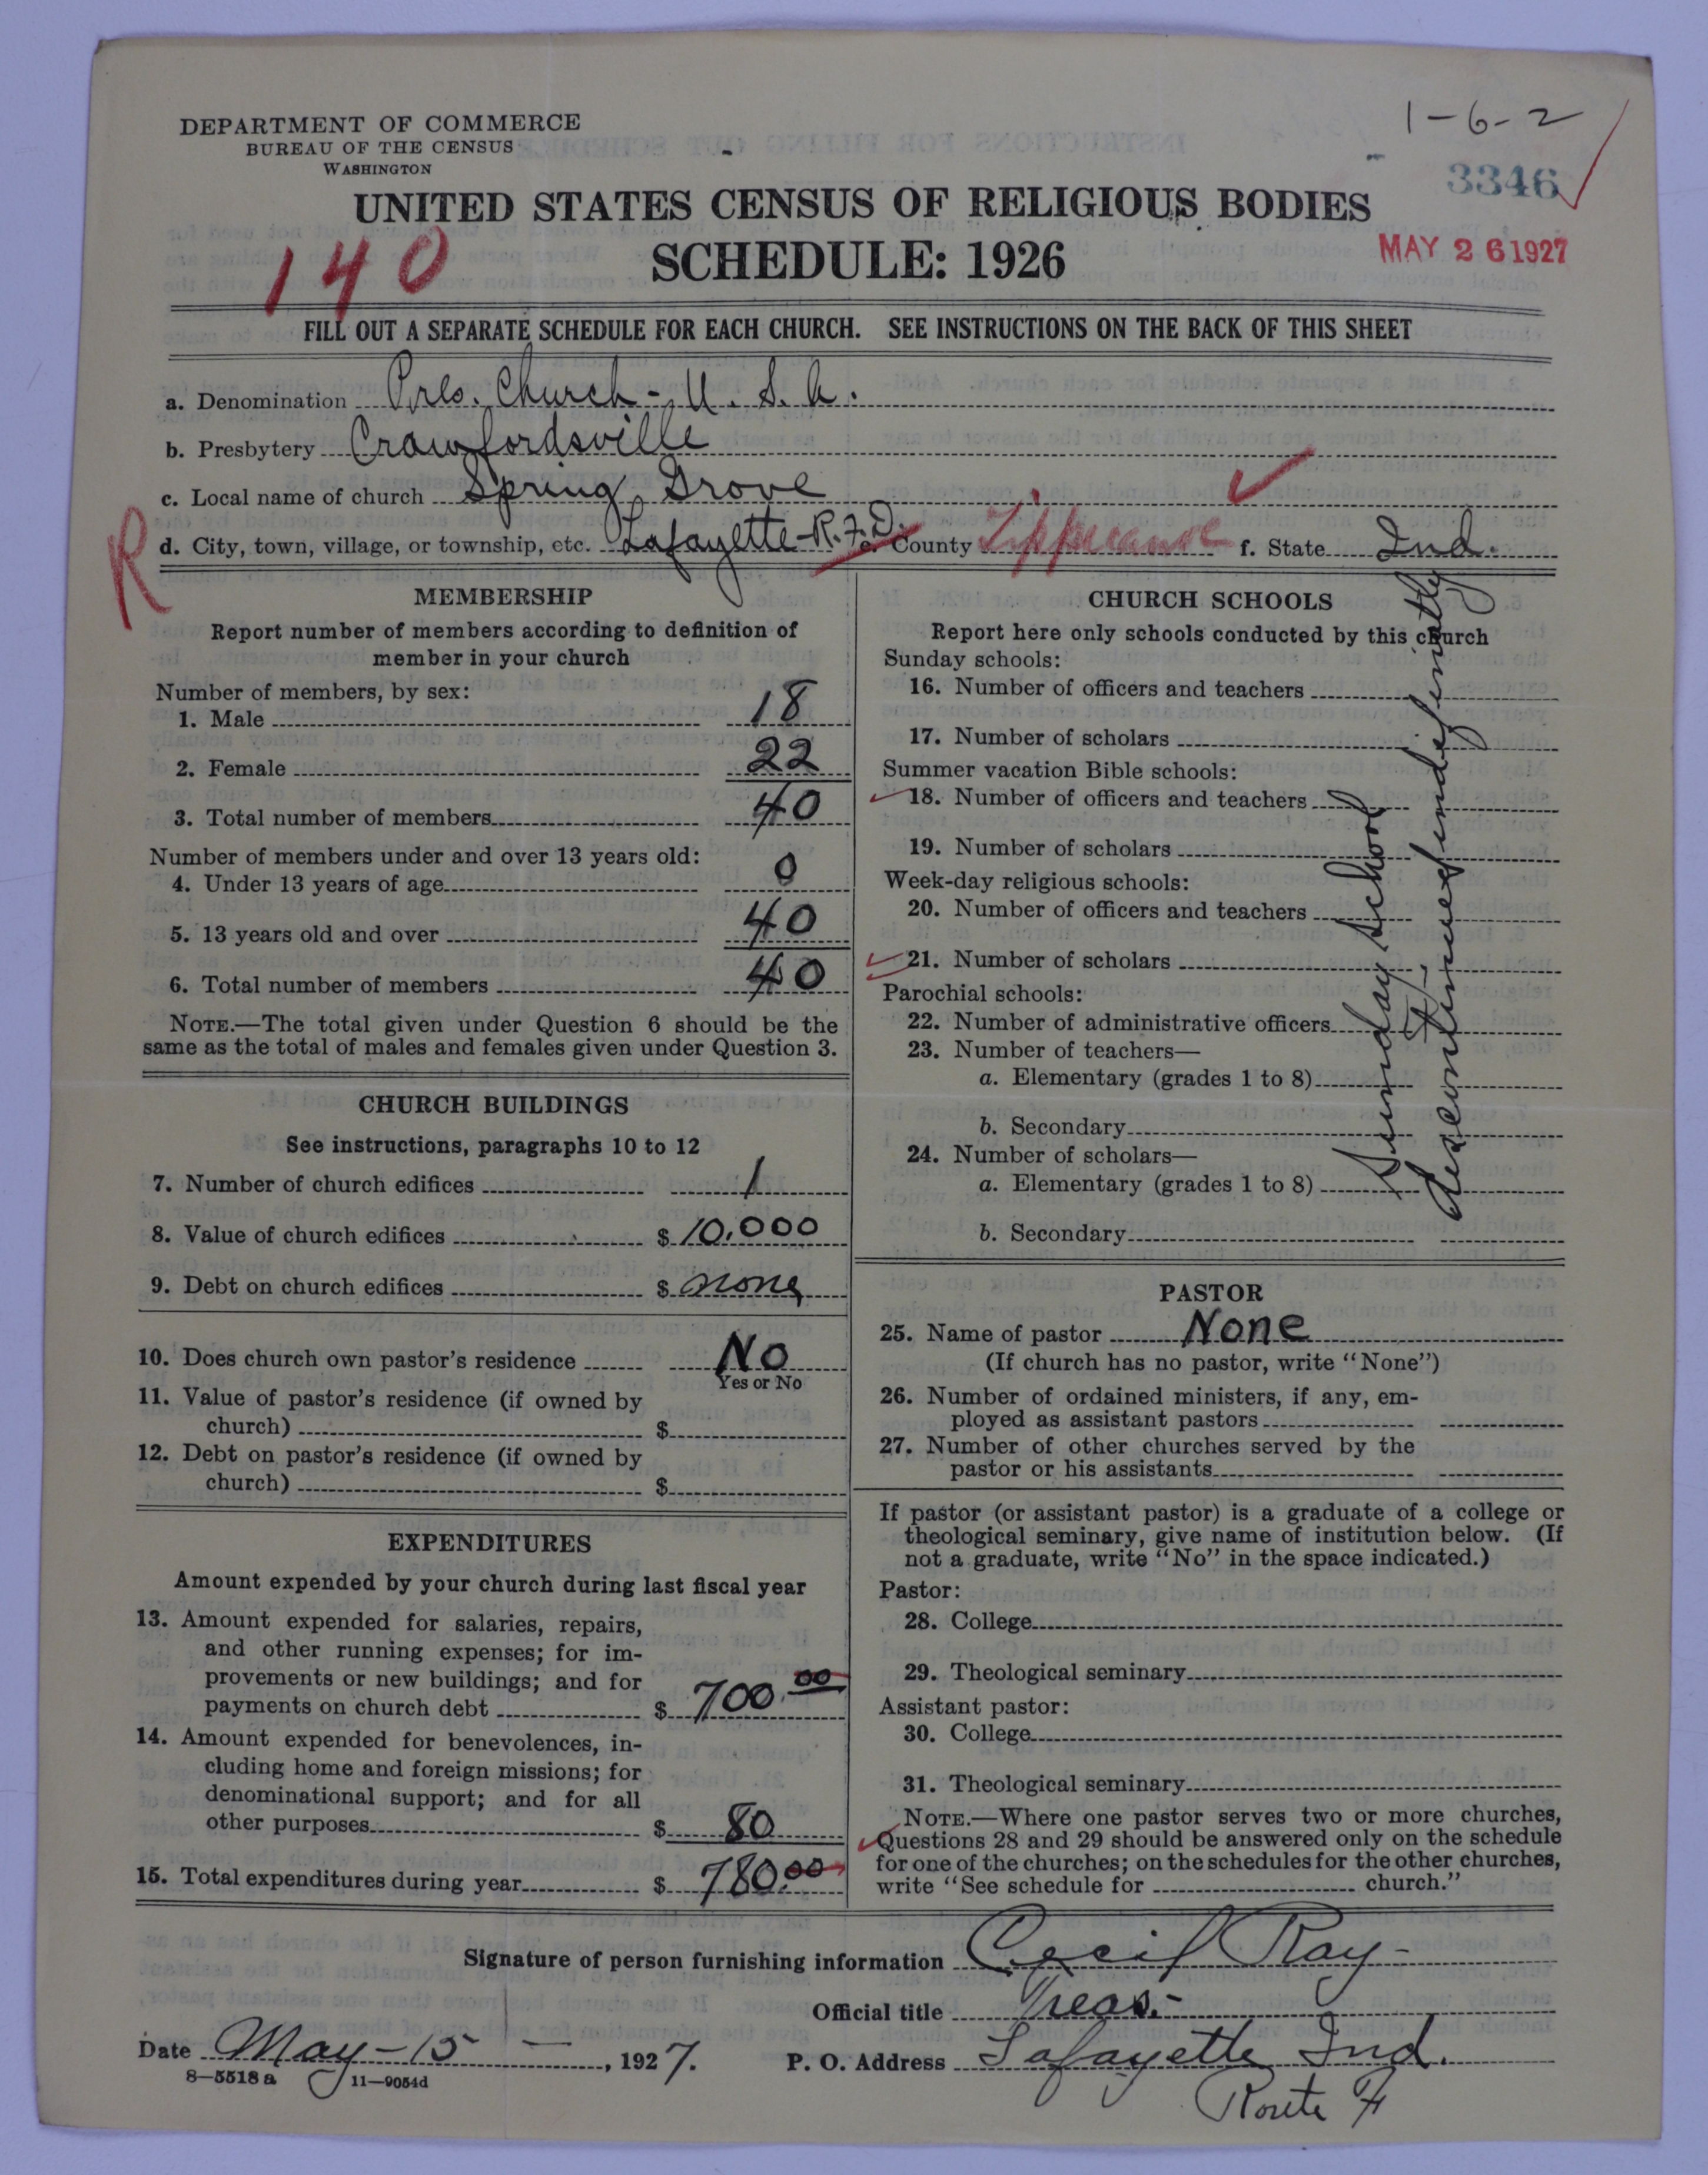 1-6-2
DEPARTMENT OF COMMERCE
BUREAU OF THE CENSUS
WASHINGTON
3346
UNITED STATES CENSUS OF RELIGIOUS BODIES
140
SCHEDULE: 1926
MAY 26 1927
FILL OUT A SEPARATE SCHEDULE FOR EACH CHURCH. SEE INSTRUCTIONS ON THE BACK OF THIS SHEET
a. Denomination Pres. Church - U. S. A.
b. Presbytery Crawfordsville
c. Local name of church Spring Grove
R
d. City, town, village, or township, etc. Lafayette-R.F.D. e. County Tippecanoe f. State Ind.
MEMBERSHIP
Report number of members according to definition of
member in your church
Number of members, by sex:
1. Male 18
2. Female 22
3. Total number of members 40
Number of members under and over 13 years old:
4. Under 13 years of age 0
5. 13 years old and over 40
6. Total number of members 40
NOTE.—The total given under Question 6 should be the
same as the total of males and females given under Question 3.
CHURCH BUILDINGS
See instructions, paragraphs 10 to 12
7. Number of church edifices 1
8. Value of church edifices $ 10,000
9. Debt on church edifices $ none
10. Does church own pastor's residence No
Yes or No
11. Value of pastor's residence (if owned by
church) $
12. Debt on pastor's residence (if owned by
church) $
EXPENDITURES
Amount expended by your church during last fiscal year
13. Amount expended for salaries, repairs,
and other running expenses; for im-
provements or new buildings; and for
payments on church debt $ 700.00
14. Amount expended for benevolences, in-
cluding home and foreign missions; for
denominational support; and for all
other purposes $ 80
15. Total expenditures during year $ 780.00
CHURCH SCHOOLS
Report here only schools conducted by this church
Sunday schools:
16. Number of officers and teachers
17. Number of scholars
Summer vacation Bible schools:
18. Number of officers and teachers
19. Number of scholars
Week-day religious schools:
20. Number of officers and teachers
21. Number of scholars
Parochial schools:
22. Number of administrative officers
23. Number of teachers—
a. Elementary (grades 1 to 8)
b. Secondary
24. Number of scholars—
a. Elementary (grades 1 to 8)
b. Secondary
Sunday School
discontinued indefinitely
PASTOR
25. Name of pastor None
(If church has no pastor, write "None")
26. Number of ordained ministers, if any, em-
ployed as assistant pastors
27. Number of other churches served by the
pastor or his assistants
If pastor (or assistant pastor) is a graduate of a college or
theological seminary, give name of institution below. (If
not a graduate, write "No" in the space indicated.)
Pastor:
28. College
29. Theological seminary
Assistant pastor:
30. College
31. Theological seminary
NOTE.—Where one pastor serves two or more churches,
Questions 28 and 29 should be answered only on the schedule
for one of the churches; on the schedules for the other churches,
write "See schedule for church."
Signature of person furnishing information Cecil Ray
Official title Treas.
Date May-15, 1927. P. O. Address Lafayette Ind.
8—5518 a 11—9054d
Route F